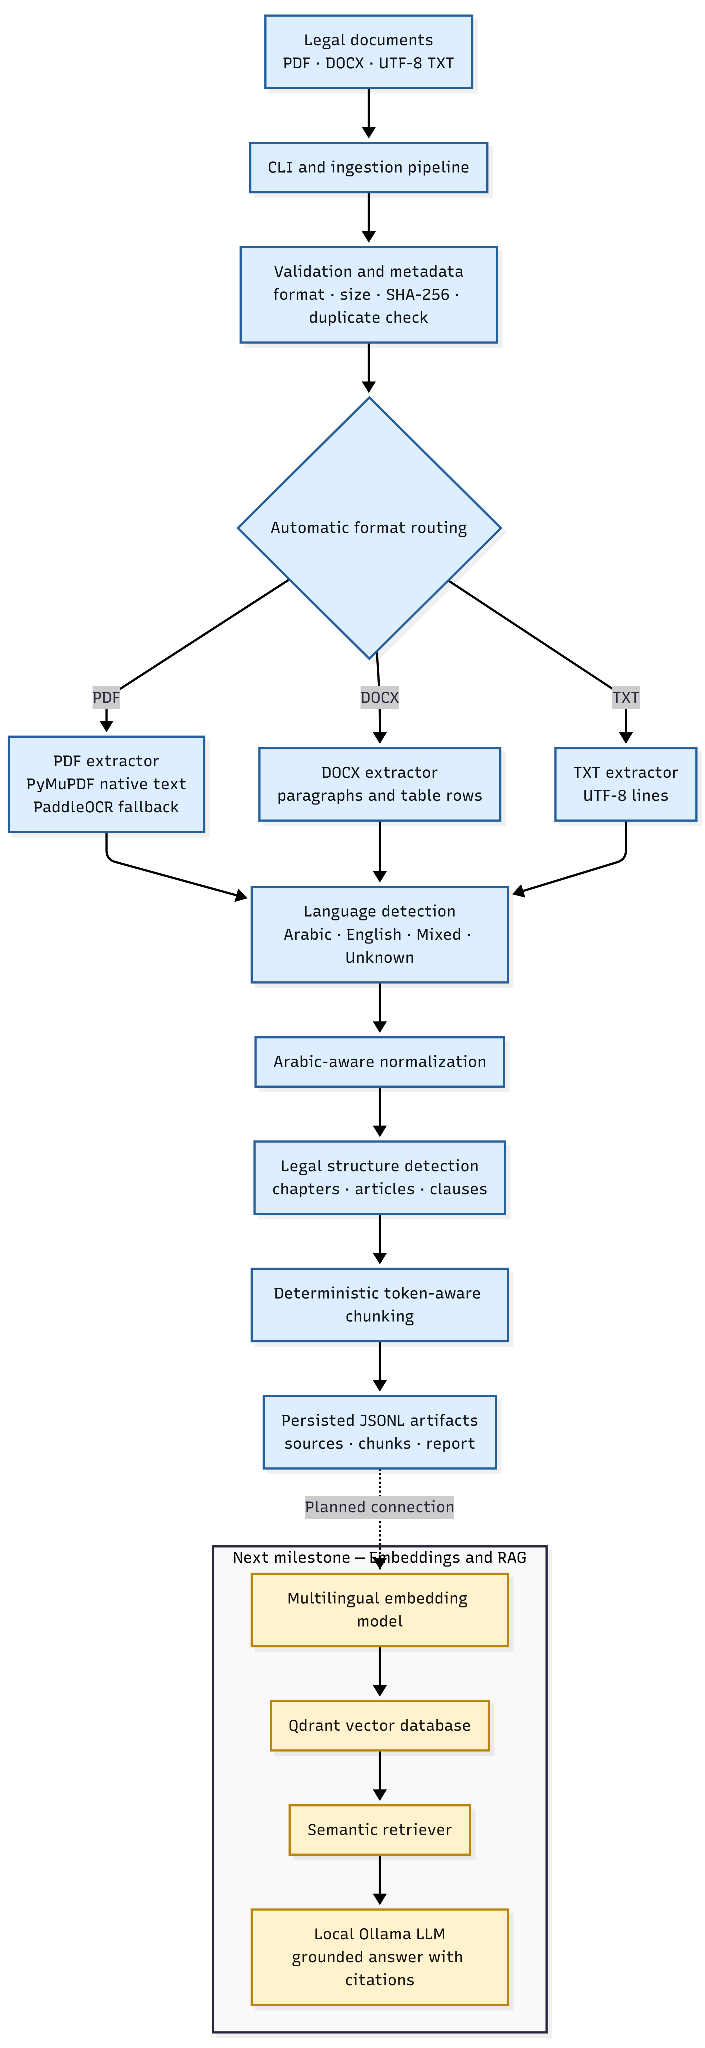 Legal documents
PDF · DOCX · UTF-8 TXT
CLI and ingestion pipeline
Validation and metadata
format · size · SHA-256 ·
duplicate check
Automatic format routing
PDF
DOCX
TXT
PDF extractor
PyMuPDF native text
PaddleOCR fallback
DOCX extractor
paragraphs and table rows
TXT extractor
UTF-8 lines
Language detection
Arabic · English · Mixed ·
Unknown
Arabic-aware normalization
Legal structure detection
chapters · articles · clauses
Deterministic token-aware
chunking
Persisted JSONL artifacts
sources · chunks · report
Planned connection
Next milestone — Embeddings and RAG
Multilingual embedding
model
Qdrant vector database
Semantic retriever
Local Ollama LLM
grounded answer with
citations